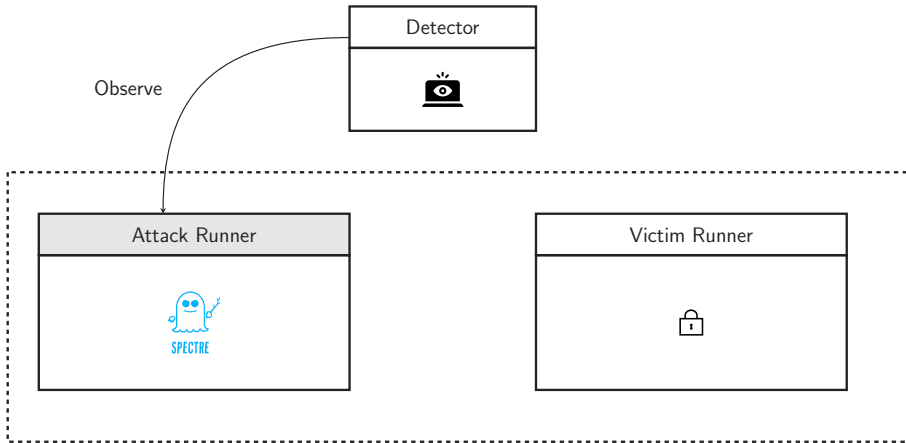 Detector
Observe
Attack Runner
Victim Runner
SPECTRE